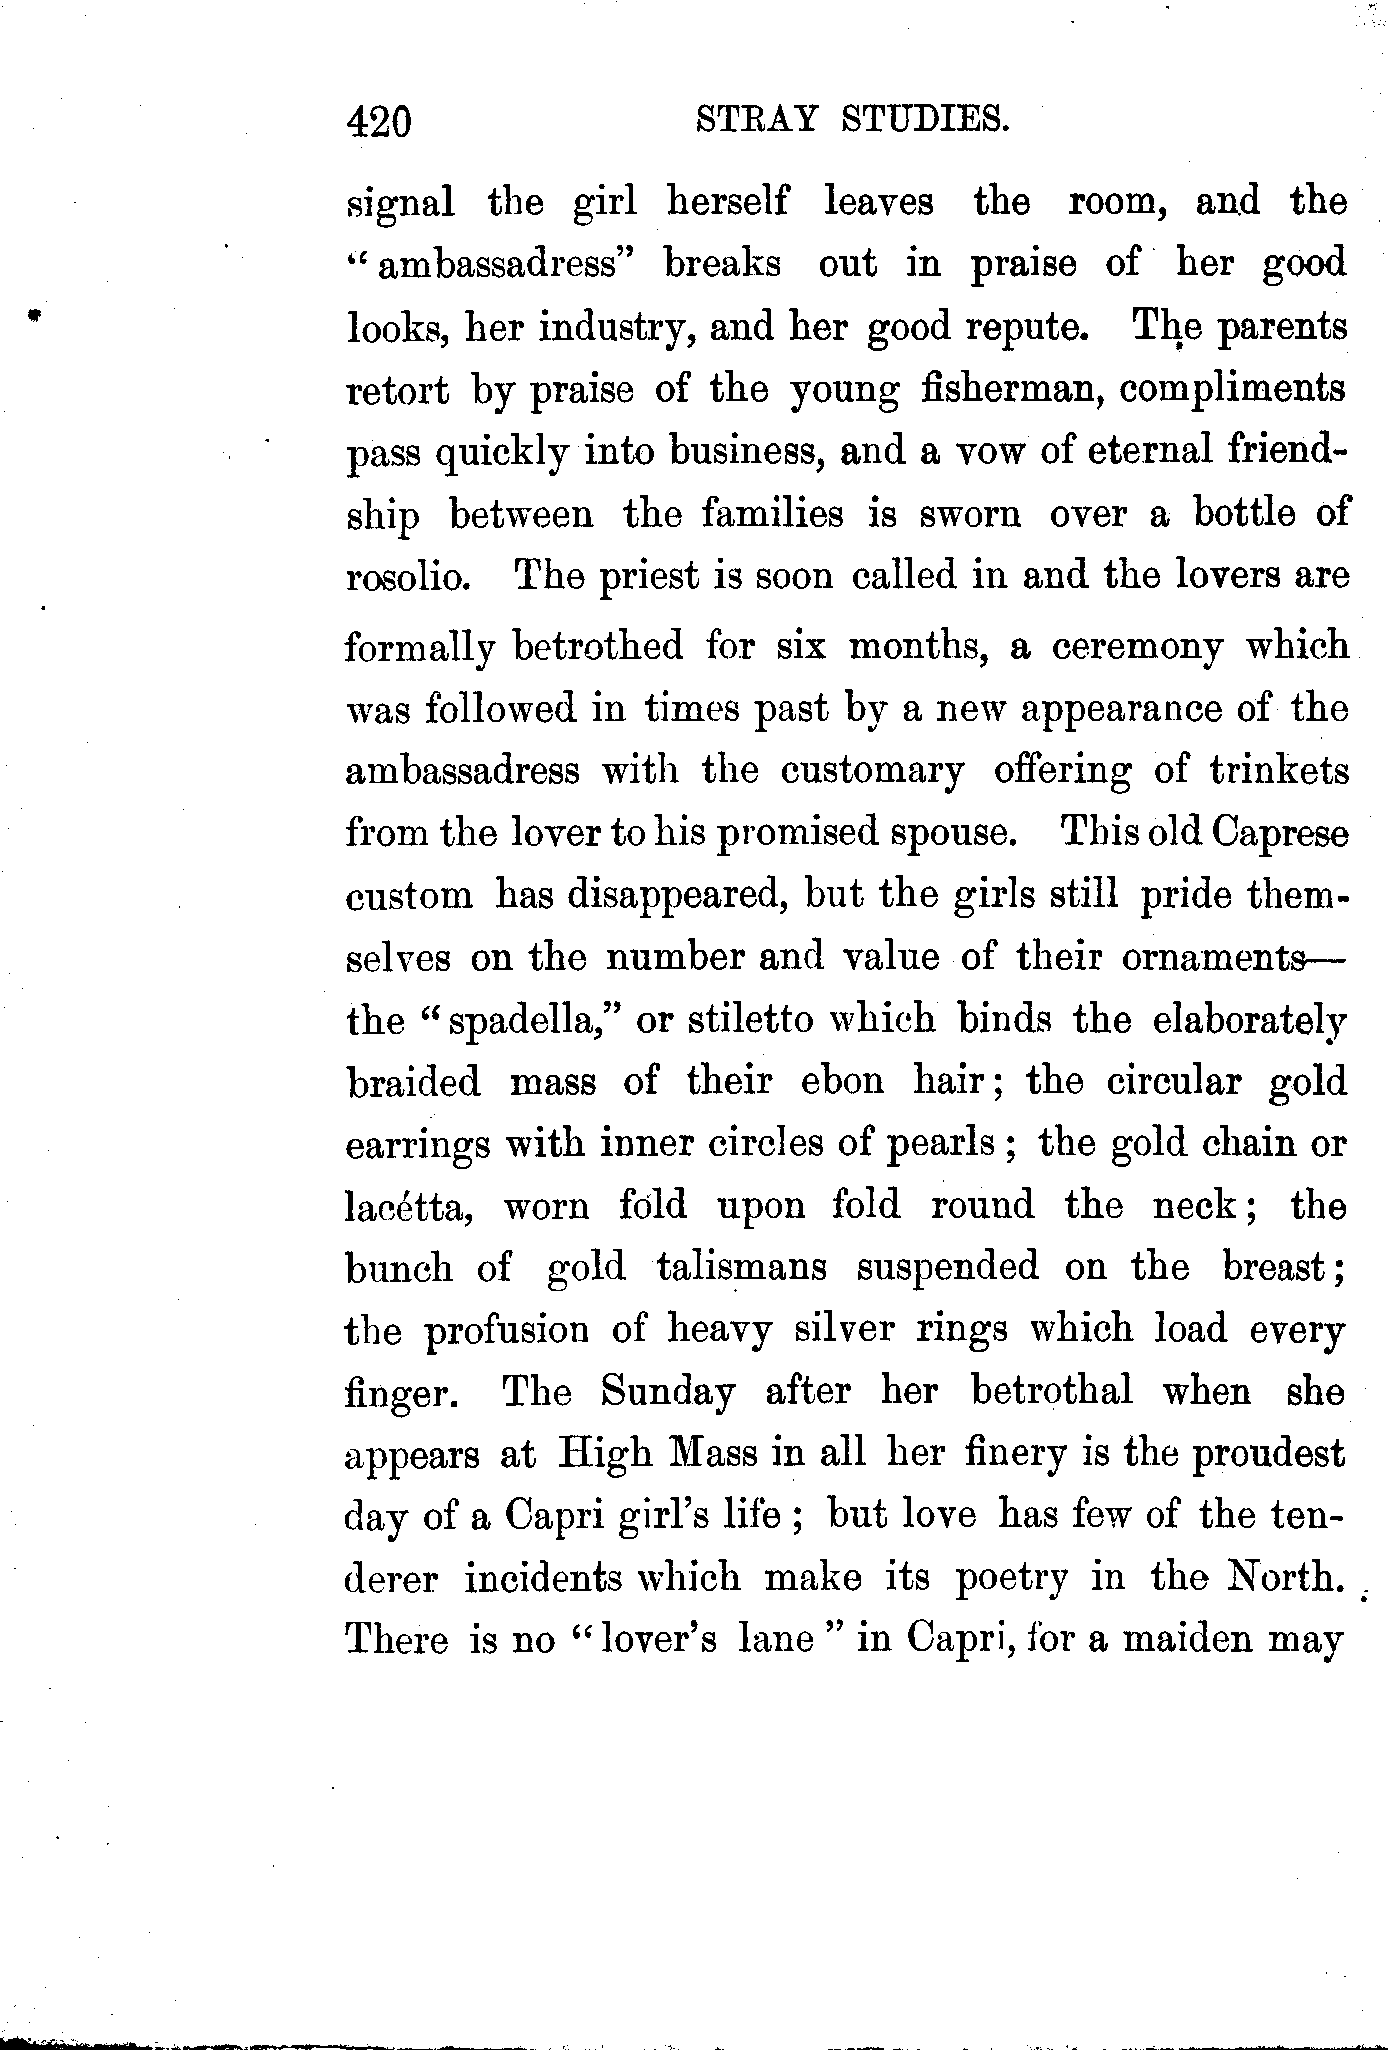 420 STRAY STUDIES.
signal the girl herself leaves the room, and the
“ ambassadress” breaks out in praise of her good
looks, her industry, and her good repute. The parents
retort by praise of the young fisherman, compliments
pass quickly into business, and a vow of eternal friend-
ship between the families is sworn over a bottle of
rosolio. The priest is soon called in and the lovers are
formally betrothed for six months, a ceremony which
was followed in times past by a new appearance of the
ambassadress with the customary offering of trinkets
from the lover to his promised spouse. This old Caprese
custom has disappeared, but the girls still pride them-
selves on the number and value of their ornaments—
the “ spadella,” or stiletto which binds the elaborately
braided mass of their ebon hair ; the circular gold
earrings with inner circles of pearls ; the gold chain or
lacétta, worn fold upon fold round the neck ; the
bunch of gold talismans suspended on the breast ;
the profusion of heavy silver rings which load every
finger. The Sunday after her betrothal when she
appears at High Mass in all her finery is the proudest
day of a Capri girl’s life ; but love has few of the ten-
derer incidents which make its poetry in the North.
There is no “ lover’s lane ” in Capri, for a maiden may